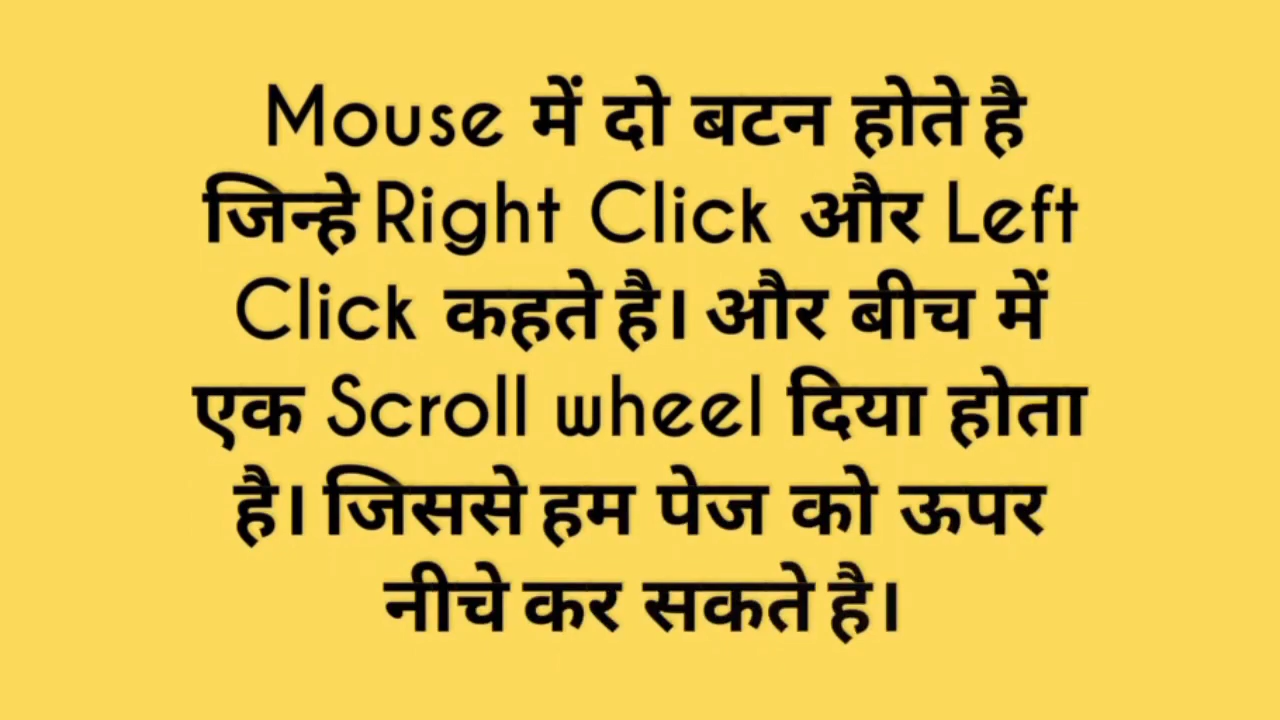 Mouse में दो बटन होते है
जिन्हे Right Click और Left
Click कहते है। और बीच में
एक Scroll wheel दिया होता
है। जिससे हम पेज को ऊपर
नीचे कर सकते है।